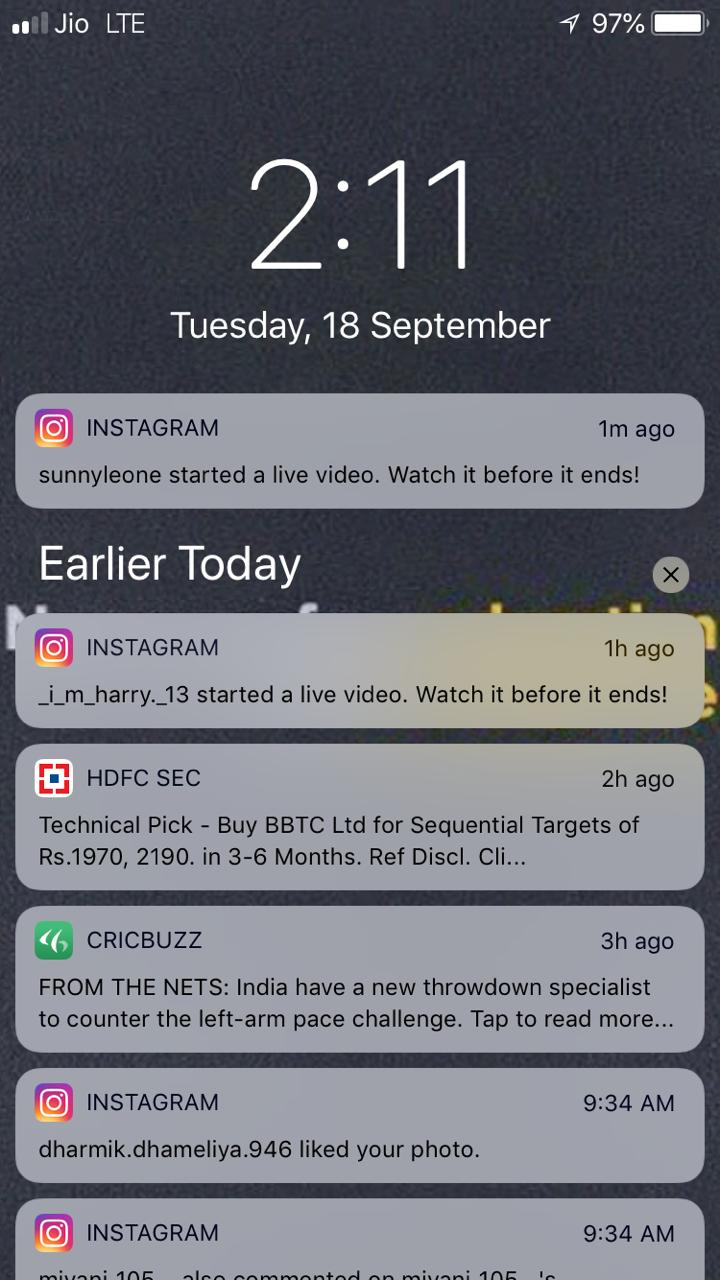 Jio LTE 97%
2:11
Tuesday, 18 September
INSTAGRAM 1m ago
sunnyleone started a live video. Watch it before it ends!
Earlier Today
INSTAGRAM 1h ago
_i_m_harry._13 started a live video. Watch it before it ends!
HDFC SEC 2h ago
Technical Pick - Buy BBTC Ltd for Sequential Targets of
Rs.1970, 2190. in 3-6 Months. Ref Discl. Cli...
CRICBUZZ 3h ago
FROM THE NETS: India have a new throwdown specialist
to counter the left-arm pace challenge. Tap to read more...
INSTAGRAM 9:34 AM
dharmik.dhameliya.946 liked your photo.
INSTAGRAM 9:34 AM
also commented on